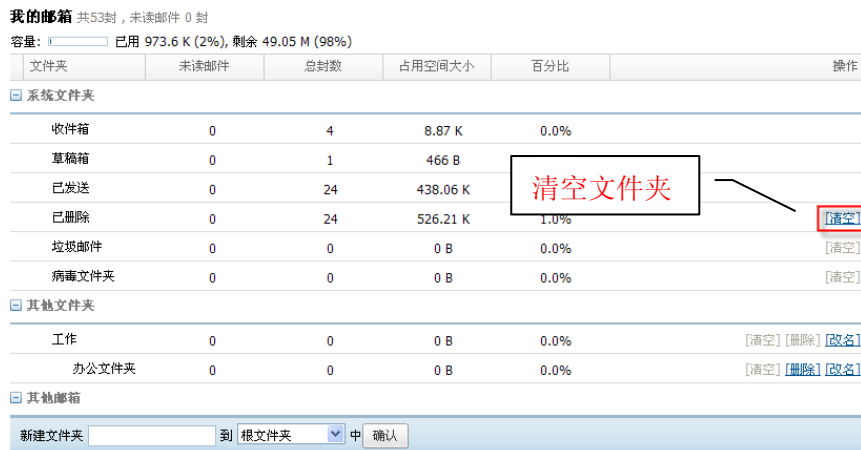 我的邮箱 共53封，未读邮件 0 封
容量: 已用 973.6 K (2%), 剩余 49.05 M (98%)
文件夹 未读邮件 总封数 占用空间大小 百分比 操作
系统文件夹
收件箱 0 4 8.87 K 0.0%
草稿箱 0 1 466 B
已发送 0 24 438.06 K
清空文件夹
已删除 0 24 526.21 K 1.0% [清空]
垃圾邮件 0 0 0 B 0.0% [清空]
病毒文件夹 0 0 0 B 0.0% [清空]
其他文件夹
工作 0 0 0 B 0.0% [清空] [删除] [改名]
办公文件夹 0 0 0 B 0.0% [清空] [删除] [改名]
其他邮箱
新建文件夹 到 根文件夹 中 确认